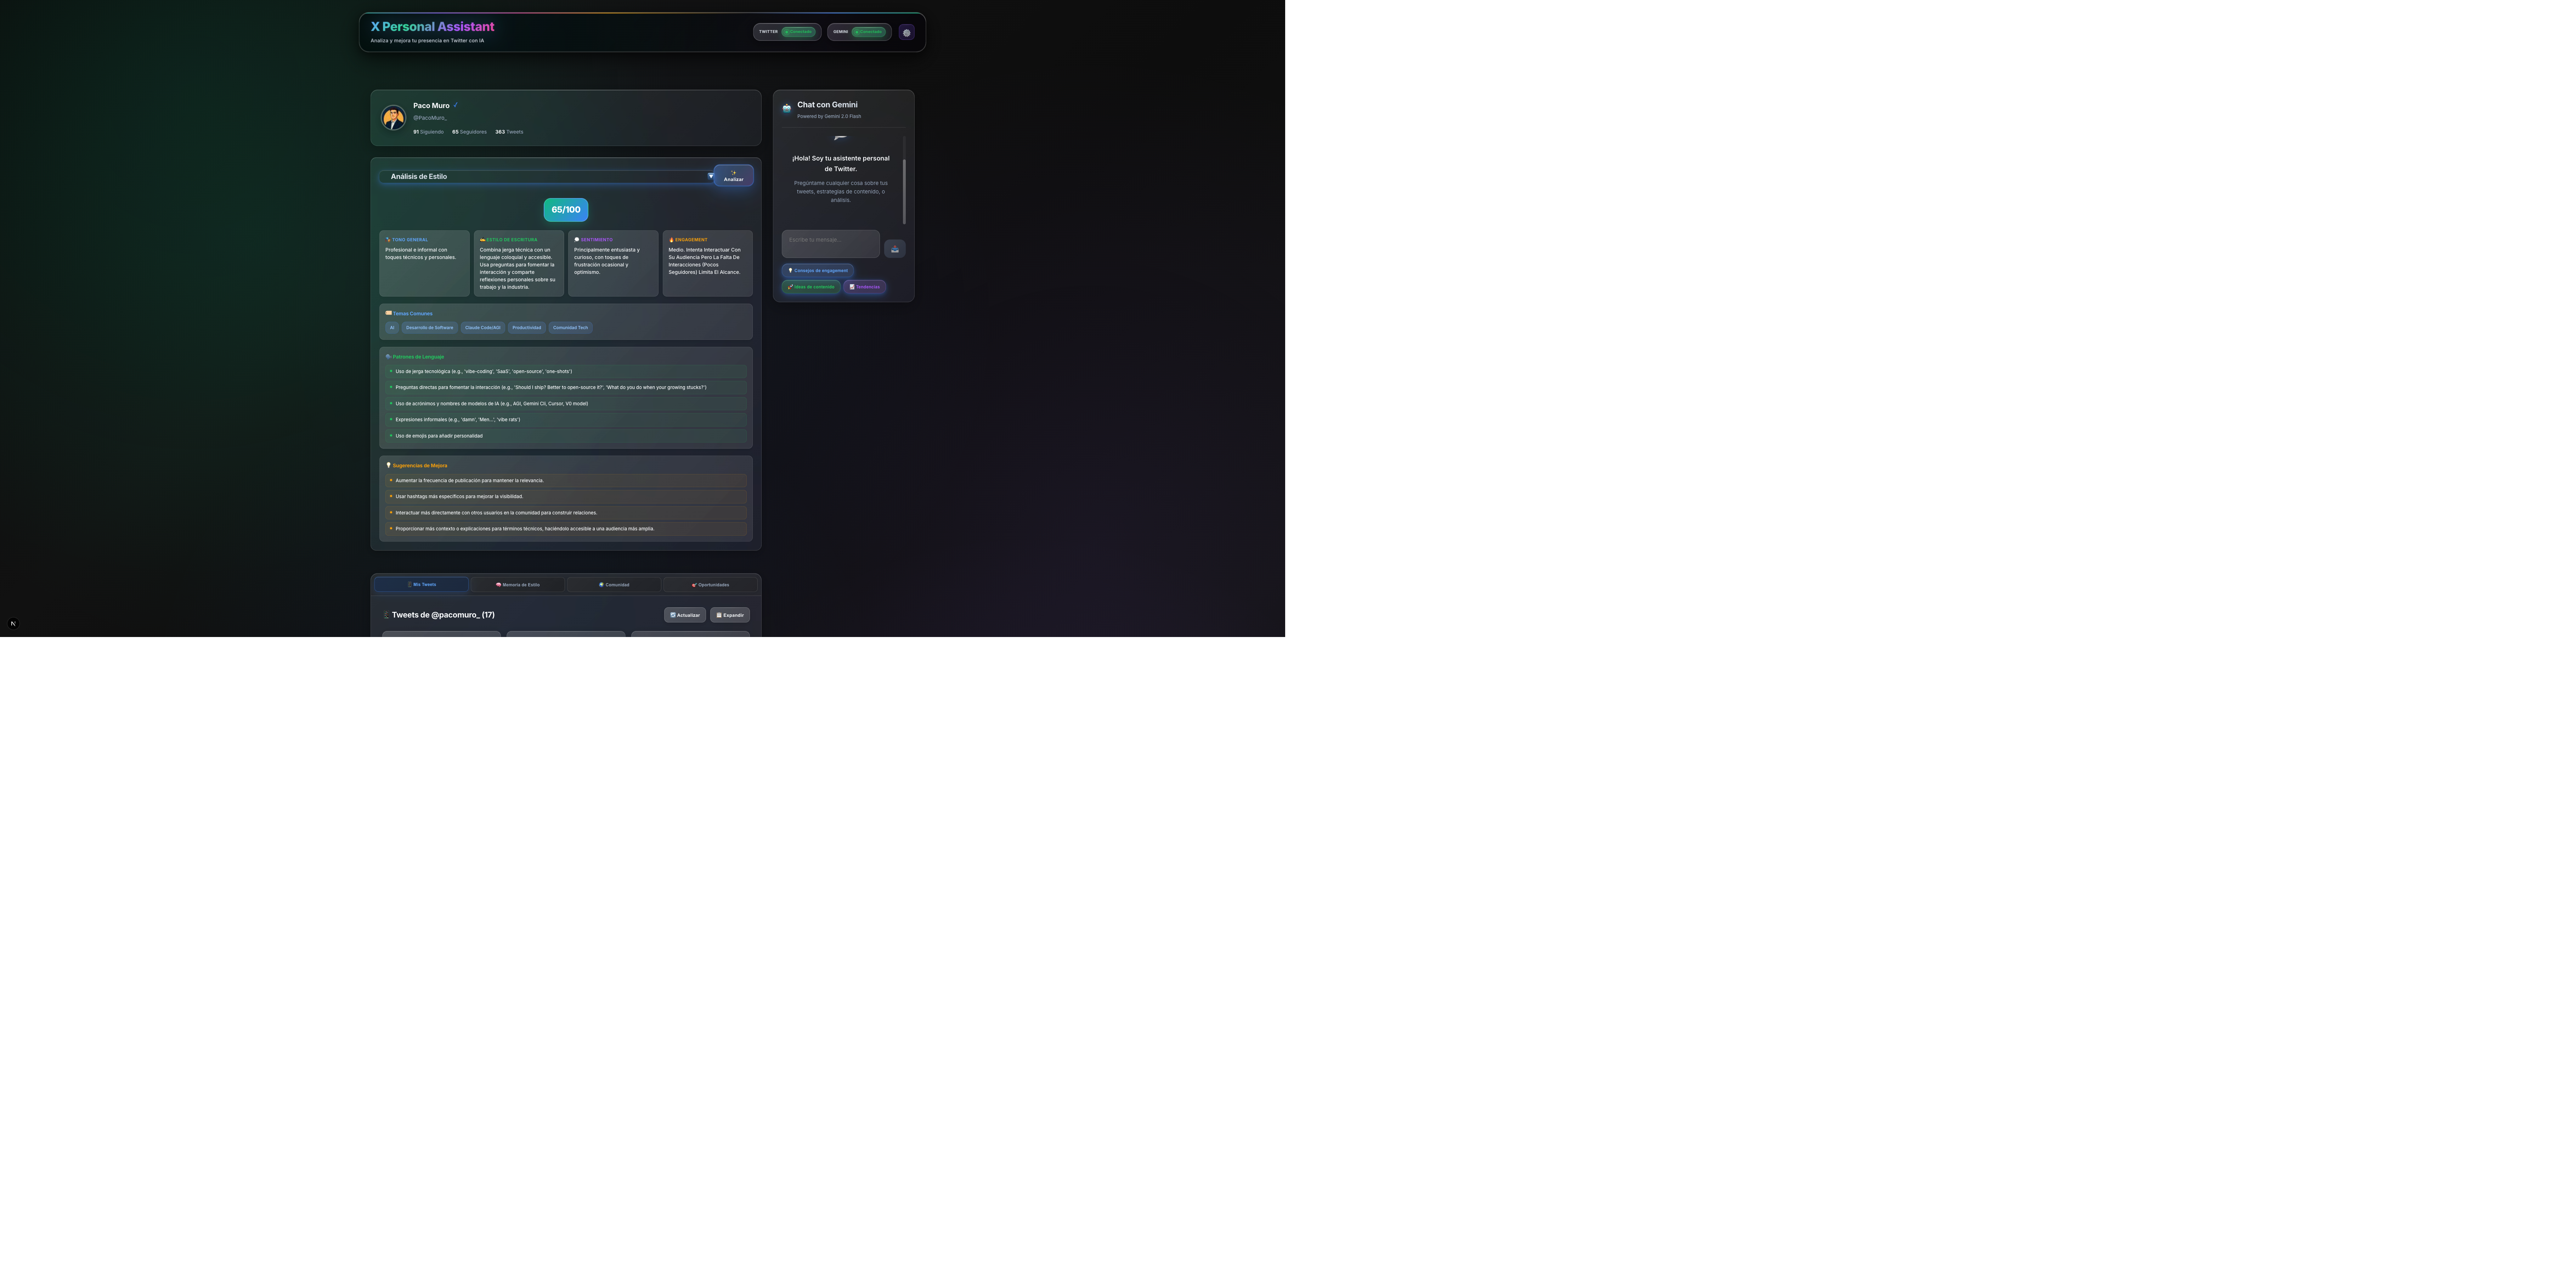 X Personal Assistant
Analiza y mejora tu presencia en Twitter con IA
TWITTER Conectado
GEMINI Conectado
Paco Muro
@PacoMuro_
91 Siguiendo 65 Seguidores 363 Tweets
Análisis de Estilo
Analizar
65/100
TONO GENERAL
Profesional e informal con
toques técnicos y personales.
ESTILO DE ESCRITURA
Combina jerga técnica con un
lenguaje coloquial y accesible.
Usa preguntas para fomentar la
interacción y comparte
reflexiones personales sobre su
trabajo y la industria.
SENTIMIENTO
Principalmente entusiasta y
curioso, con toques de
frustración ocasional y
optimismo.
ENGAGEMENT
Medio. Intenta Interactuar Con
Su Audiencia Pero La Falta De
Interacciones (Pocos
Seguidores) Limita El Alcance.
Temas Comunes
AI
Desarrollo de Software
Claude Code/AGI
Productividad
Comunidad Tech
Patrones de Lenguaje
Uso de jerga tecnológica (e.g., 'vibe-coding', 'SaaS', 'open-source', 'one-shots')
Preguntas directas para fomentar la interacción (e.g., 'Should I ship? Better to open-source it?', 'What do you do when your growing stucks?')
Uso de acrónimos y nombres de modelos de IA (e.g., AGI, Gemini Cli, Cursor, V0 model)
Expresiones informales (e.g., 'damn', 'Men...', 'vibe rats')
Uso de emojis para añadir personalidad
Sugerencias de Mejora
Aumentar la frecuencia de publicación para mantener la relevancia.
Usar hashtags más específicos para mejorar la visibilidad.
Interactuar más directamente con otros usuarios en la comunidad para construir relaciones.
Proporcionar más contexto o explicaciones para términos técnicos, haciéndolo accesible a una audiencia más amplia.
Mis Tweets
Memoria de Estilo
Comunidad
Oportunidades
Tweets de @pacomuro_ (17)
Actualizar
Expandir
Chat con Gemini
Powered by Gemini 2.0 Flash
¡Hola! Soy tu asistente personal
de Twitter.
Pregúntame cualquier cosa sobre tus
tweets, estrategias de contenido, o
análisis.
Escribe tu mensaje...
Consejos de engagement
Ideas de contenido
Tendencias
N